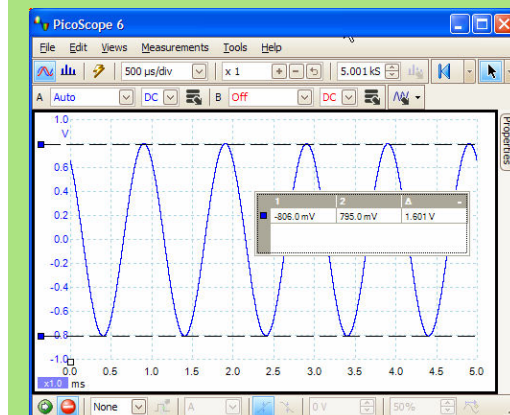 PicoScope 6
File Edit Views Measurements Tools Help
500 µs/div x 1 5.001 kS
A Auto DC B Off DC
1.0
V
0.6
0.4
0.2
0.0
-0.2
-0.4
-0.6
-0.8
-1.0
1 2 Δ
-806.0 mV 795.0 mV 1.601 V
0.0 0.5 1.0 1.5 2.0 2.5 3.0 3.5 4.0 4.5 5.0
x1.0 ms
Properties
None A 0 V 50%